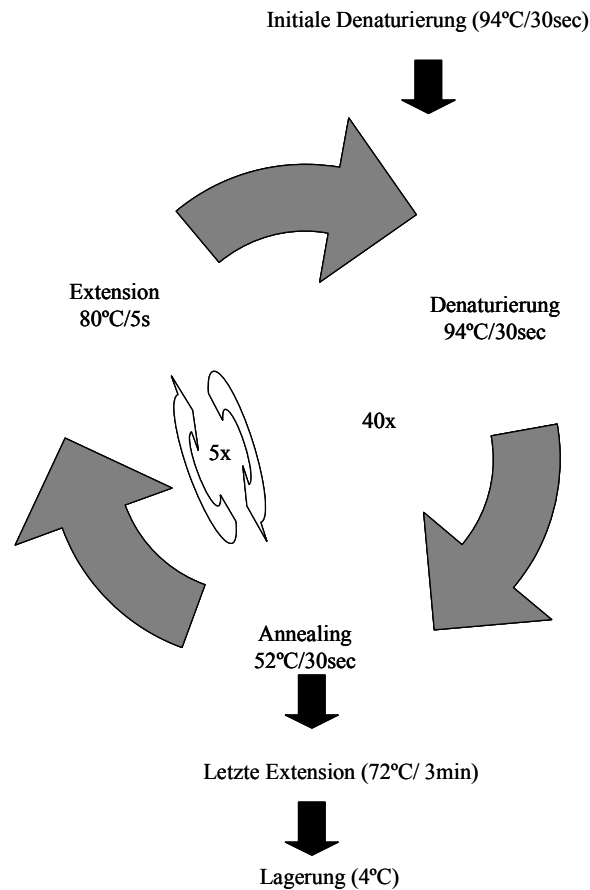 Initiale Denaturierung (94ºC/30sec)
Extension
80ºC/5s
Denaturierung
94ºC/30sec
40x
5x
Annealing
52ºC/30sec
Letzte Extension (72ºC/ 3min)
Lagerung (4ºC)